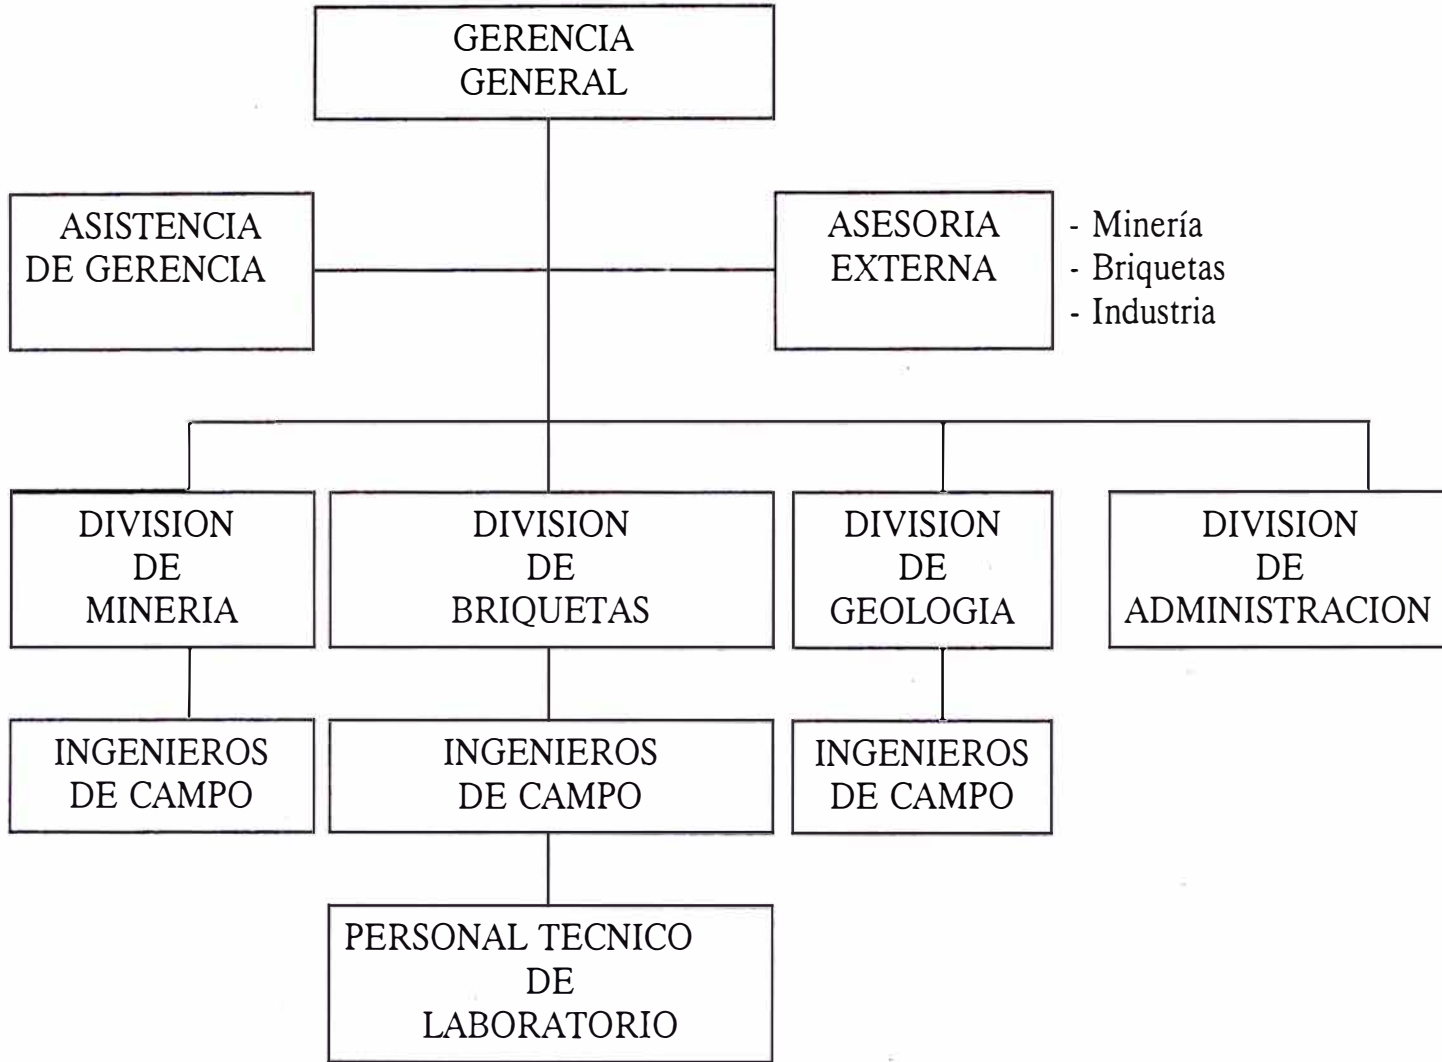 GERENCIA
GENERAL
ASISTENCIA
DE GERENCIA
ASESORIA
EXTERNA
- Minería
- Briquetas
- Industria
DIVISION
DE
MINERIA
DIVISION
DE
BRIQUETAS
DIVISION
DE
GEOLOGIA
DIVISION
DE
ADMINISTRACION
INGENIEROS
DE CAMPO
INGENIEROS
DE CAMPO
INGENIEROS
DE CAMPO
PERSONAL TECNICO
DE
LABORATORIO